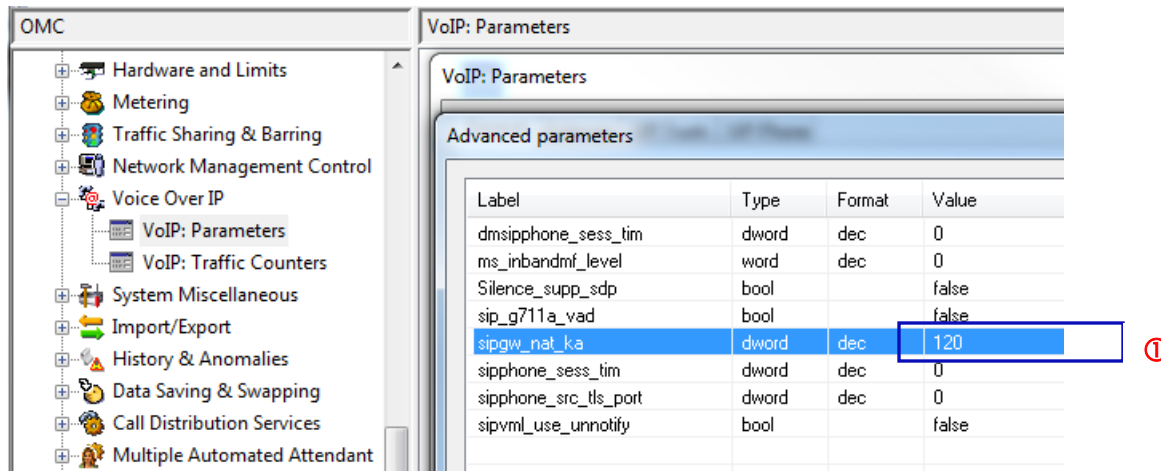 OMC
Hardware and Limits
Metering
Traffic Sharing & Barring
Network Management Control
Voice Over IP
VoIP: Parameters
VoIP: Traffic Counters
System Miscellaneous
Import/Export
History & Anomalies
Data Saving & Swapping
Call Distribution Services
Multiple Automated Attendant
VoIP: Parameters
VoIP: Parameters
Advanced parameters
Label Type Format Value
dmsipphone_sess_tim dword dec 0
ms_inbandmf_level word dec 0
Silence_supp_sdp bool false
sip_g711a_vad bool false
sipgw_nat_ka dword dec 120
sipphone_sess_tim dword dec 0
sipphone_src_tls_port dword dec 0
sipvml_use_unnotify bool false
①